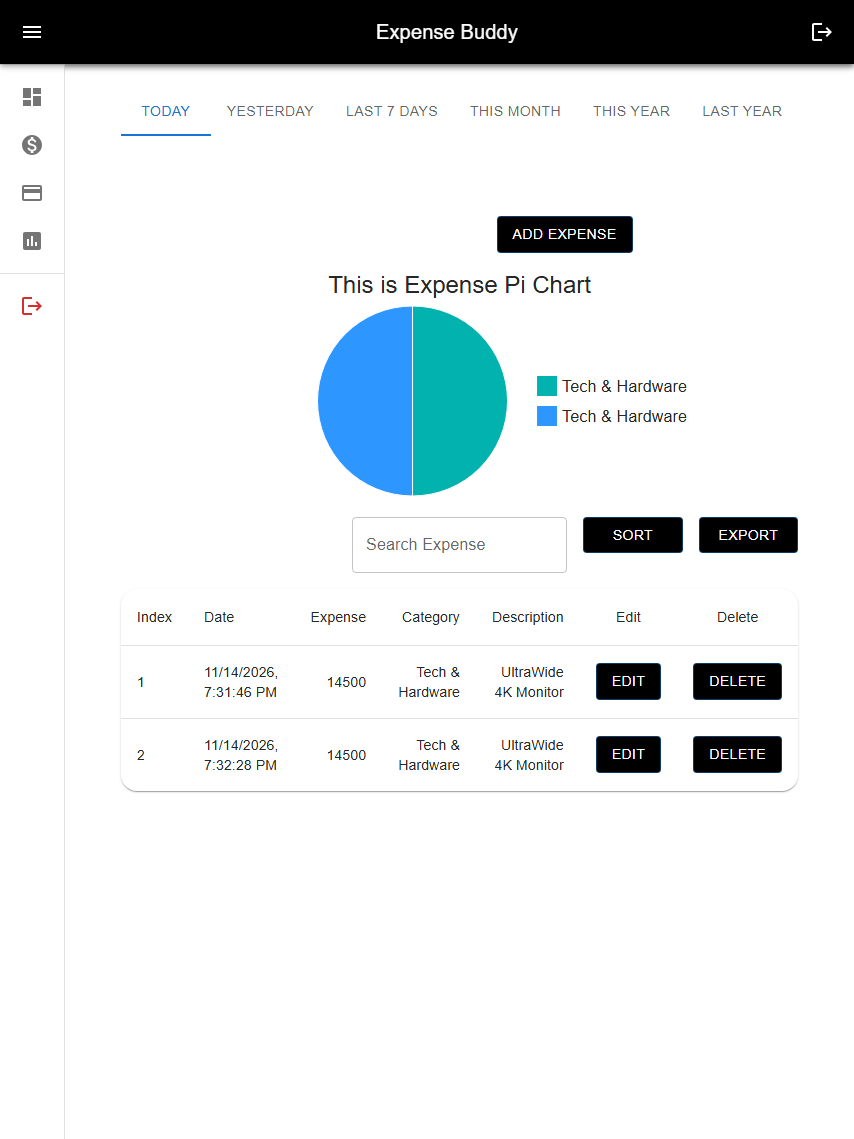 Expense Buddy
TODAY YESTERDAY LAST 7 DAYS THIS MONTH THIS YEAR LAST YEAR
ADD EXPENSE
This is Expense Pi Chart
Tech & Hardware
Tech & Hardware
Search Expense SORT EXPORT
Index Date Expense Category Description Edit Delete
1 11/14/2026, 7:31:46 PM 14500 Tech & Hardware UltraWide 4K Monitor EDIT DELETE
2 11/14/2026, 7:32:28 PM 14500 Tech & Hardware UltraWide 4K Monitor EDIT DELETE